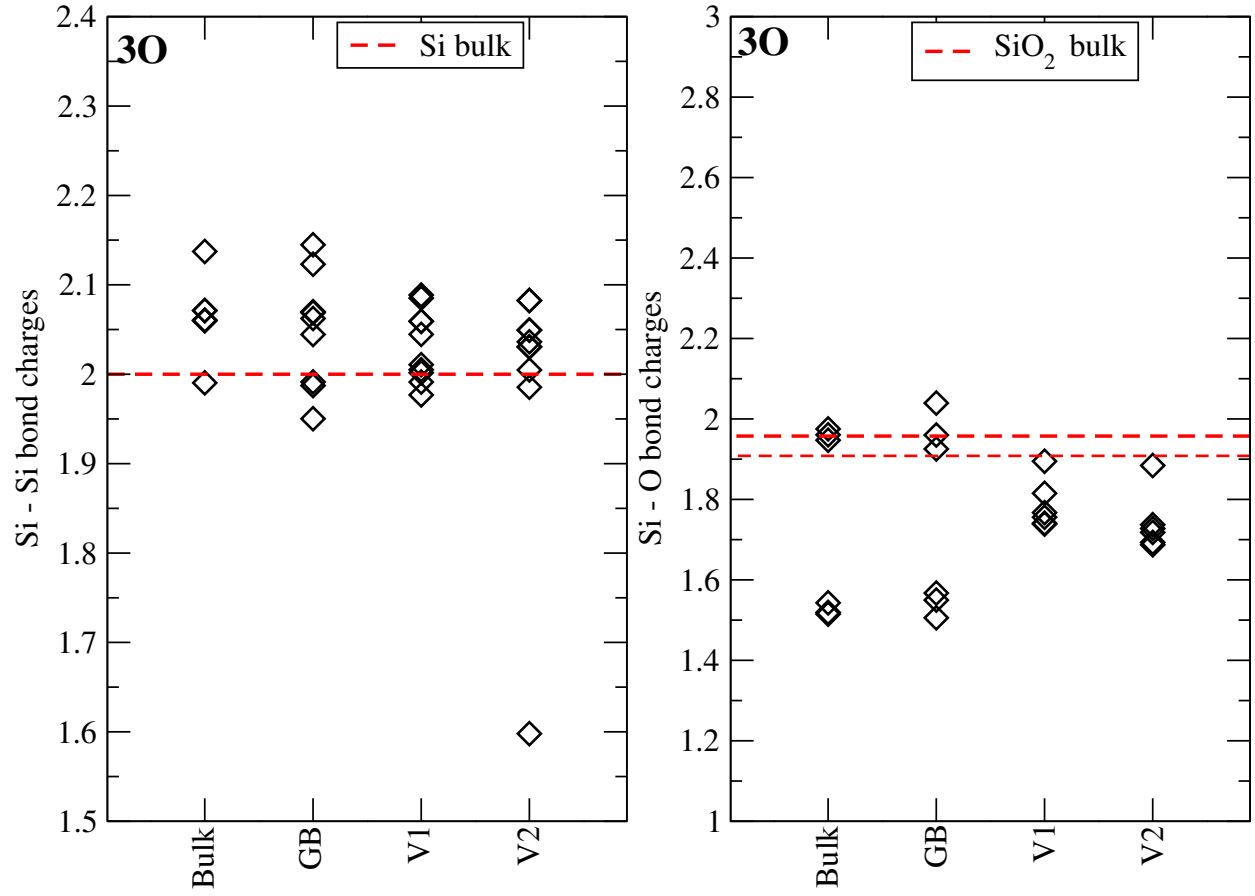 3O
Si bulk
Si - Si bond charges
2.4
2.3
2.2
2.1
2
1.9
1.8
1.7
1.6
1.5
Bulk
GB
V1
V2
3O
SiO2 bulk
Si - O bond charges
3
2.8
2.6
2.4
2.2
2
1.8
1.6
1.4
1.2
1
Bulk
GB
V1
V2